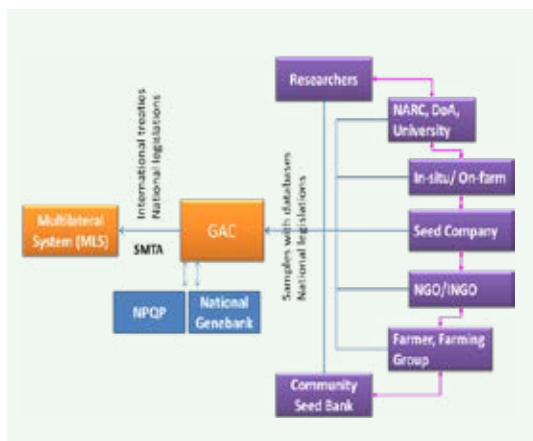 Researchers
NARC, DoA,
University
In-situ/ On-farm
Seed Company
NGO/INGO
Farmer, Farming
Group
Community
Seed Bank
Samples with databases
National legislations
GAC
International treaties
National legislations
SMTA
Multilateral
System (MLS)
NPQP
National
Genebank